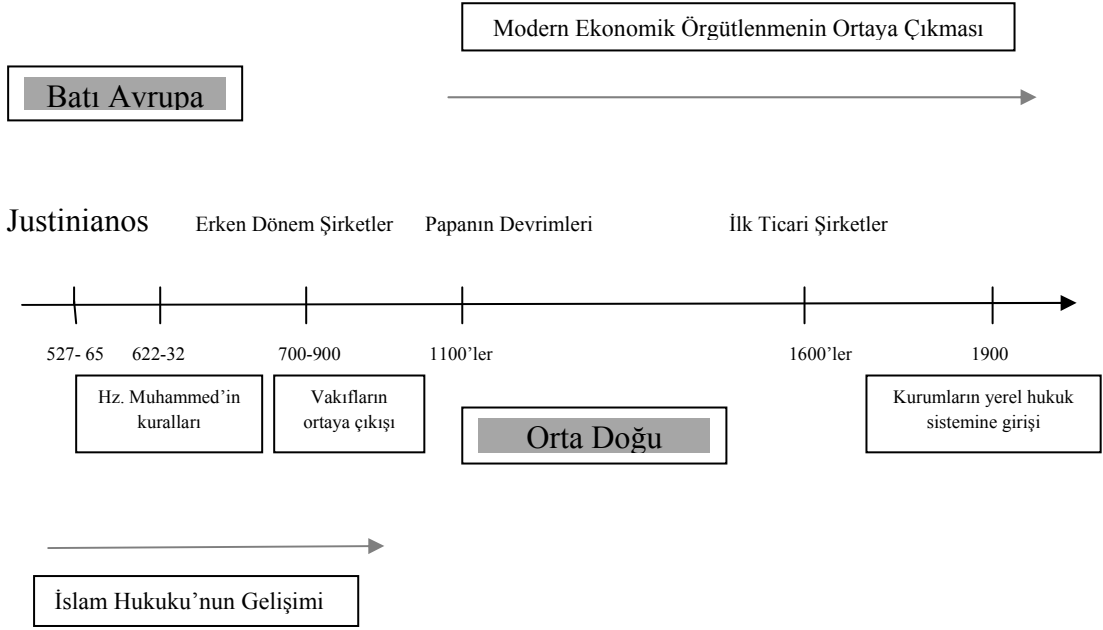 Modern Ekonomik Örgütlenmenin Ortaya Çıkması
Batı Avrupa
Justinianos Erken Dönem Şirketler Papanın Devrimleri İlk Ticari Şirketler
527- 65 622-32 700-900 1100’ler 1600’ler 1900
Hz. Muhammed’in
kuralları
Vakıfların
ortaya çıkışı
Orta Doğu
Kurumların yerel hukuk
sistemine girişi
İslam Hukuku’nun Gelişimi